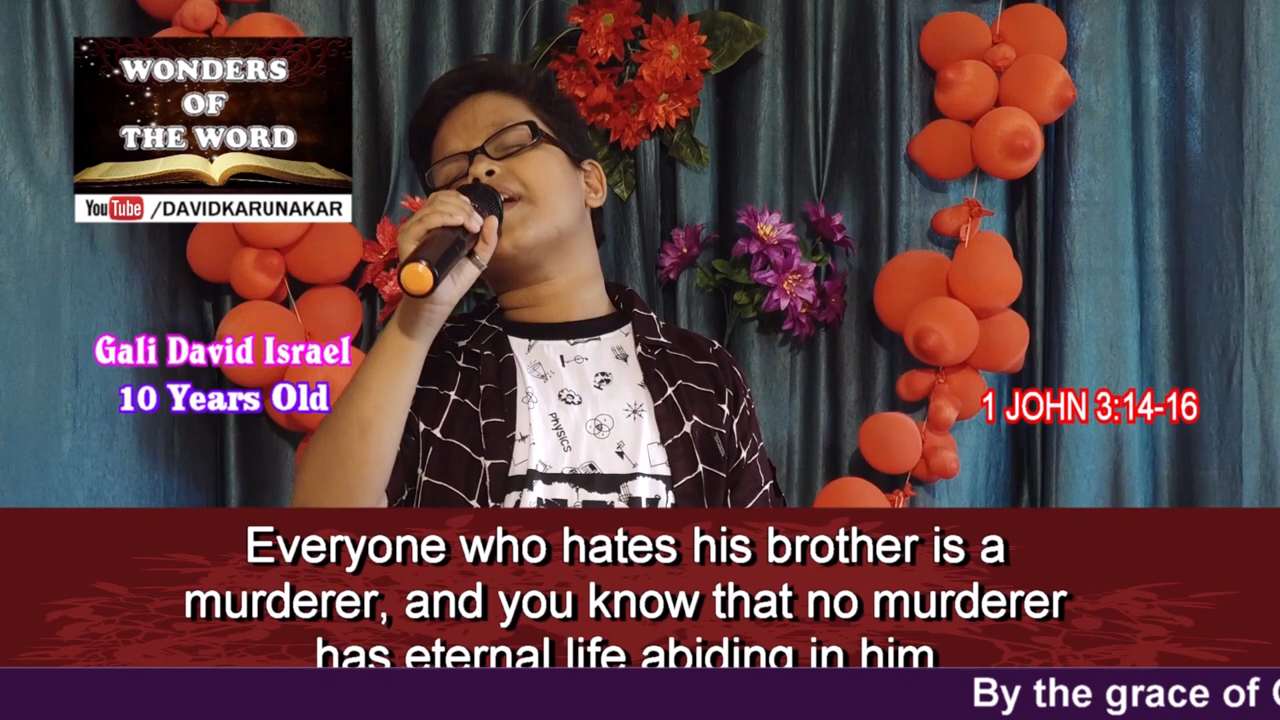 WONDERS
OF
THE WORD
YouTube /DAVIDKARUNAKAR
Gali David Israel
10 Years Old
PHYSICS
1 JOHN 3:14-16
Everyone who hates his brother is a
murderer, and you know that no murderer
has eternal life abiding in him
By the grace of